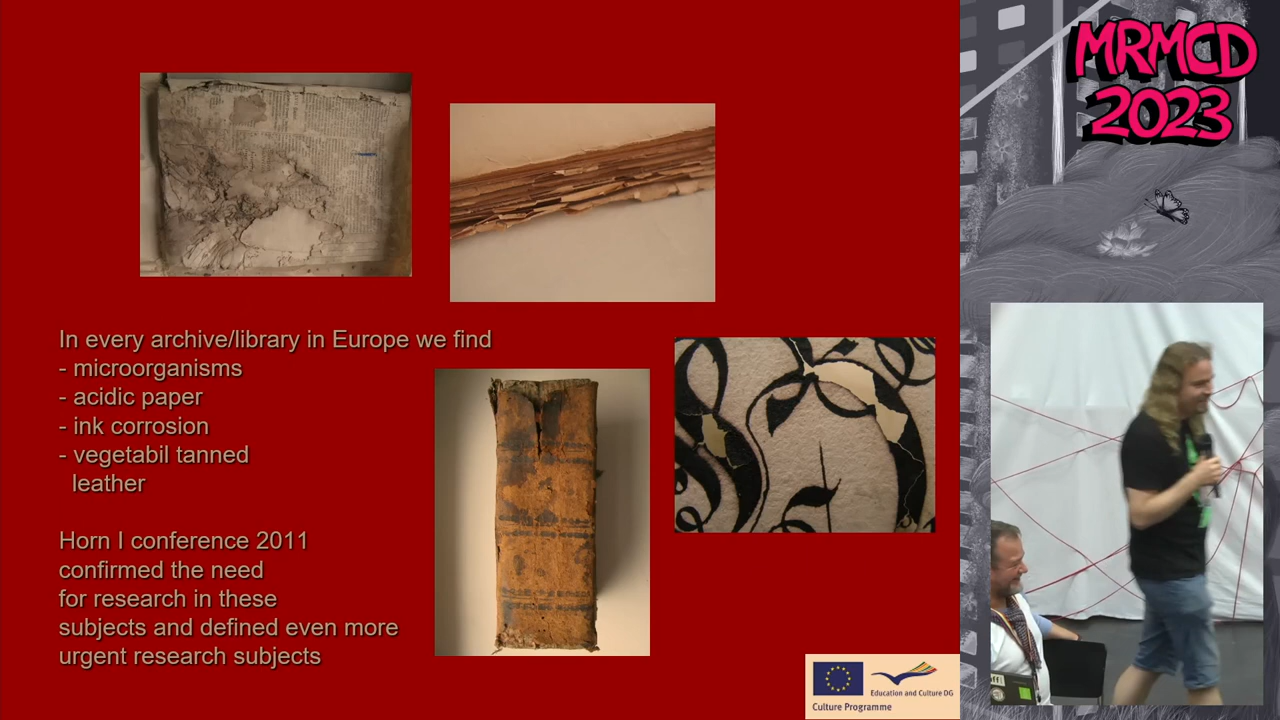 MRMCD
2023
In every archive/library in Europe we find
- microorganisms
- acidic paper
- ink corrosion
- vegetabil tanned
leather
Horn I conference 2011
confirmed the need
for research in these
subjects and defined even more
urgent research subjects
Education and Culture DG
Culture Programme